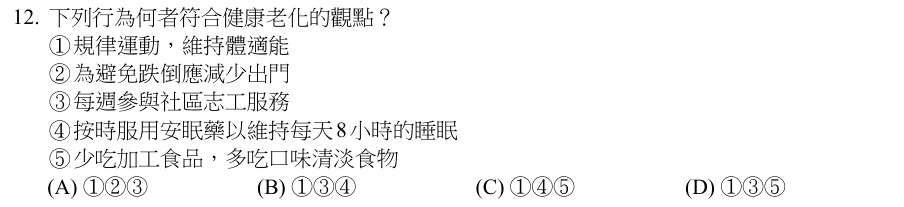 12. 下列行為何者符合健康老化的觀點？
①規律運動，維持體適能
②為避免跌倒應減少出門
③每週參與社區志工服務
④按時服用安眠藥以維持每天8小時的睡眠
⑤少吃加工食品，多吃口味清淡食物
(A) ①②③ (B) ①③④ (C) ①④⑤ (D) ①③⑤